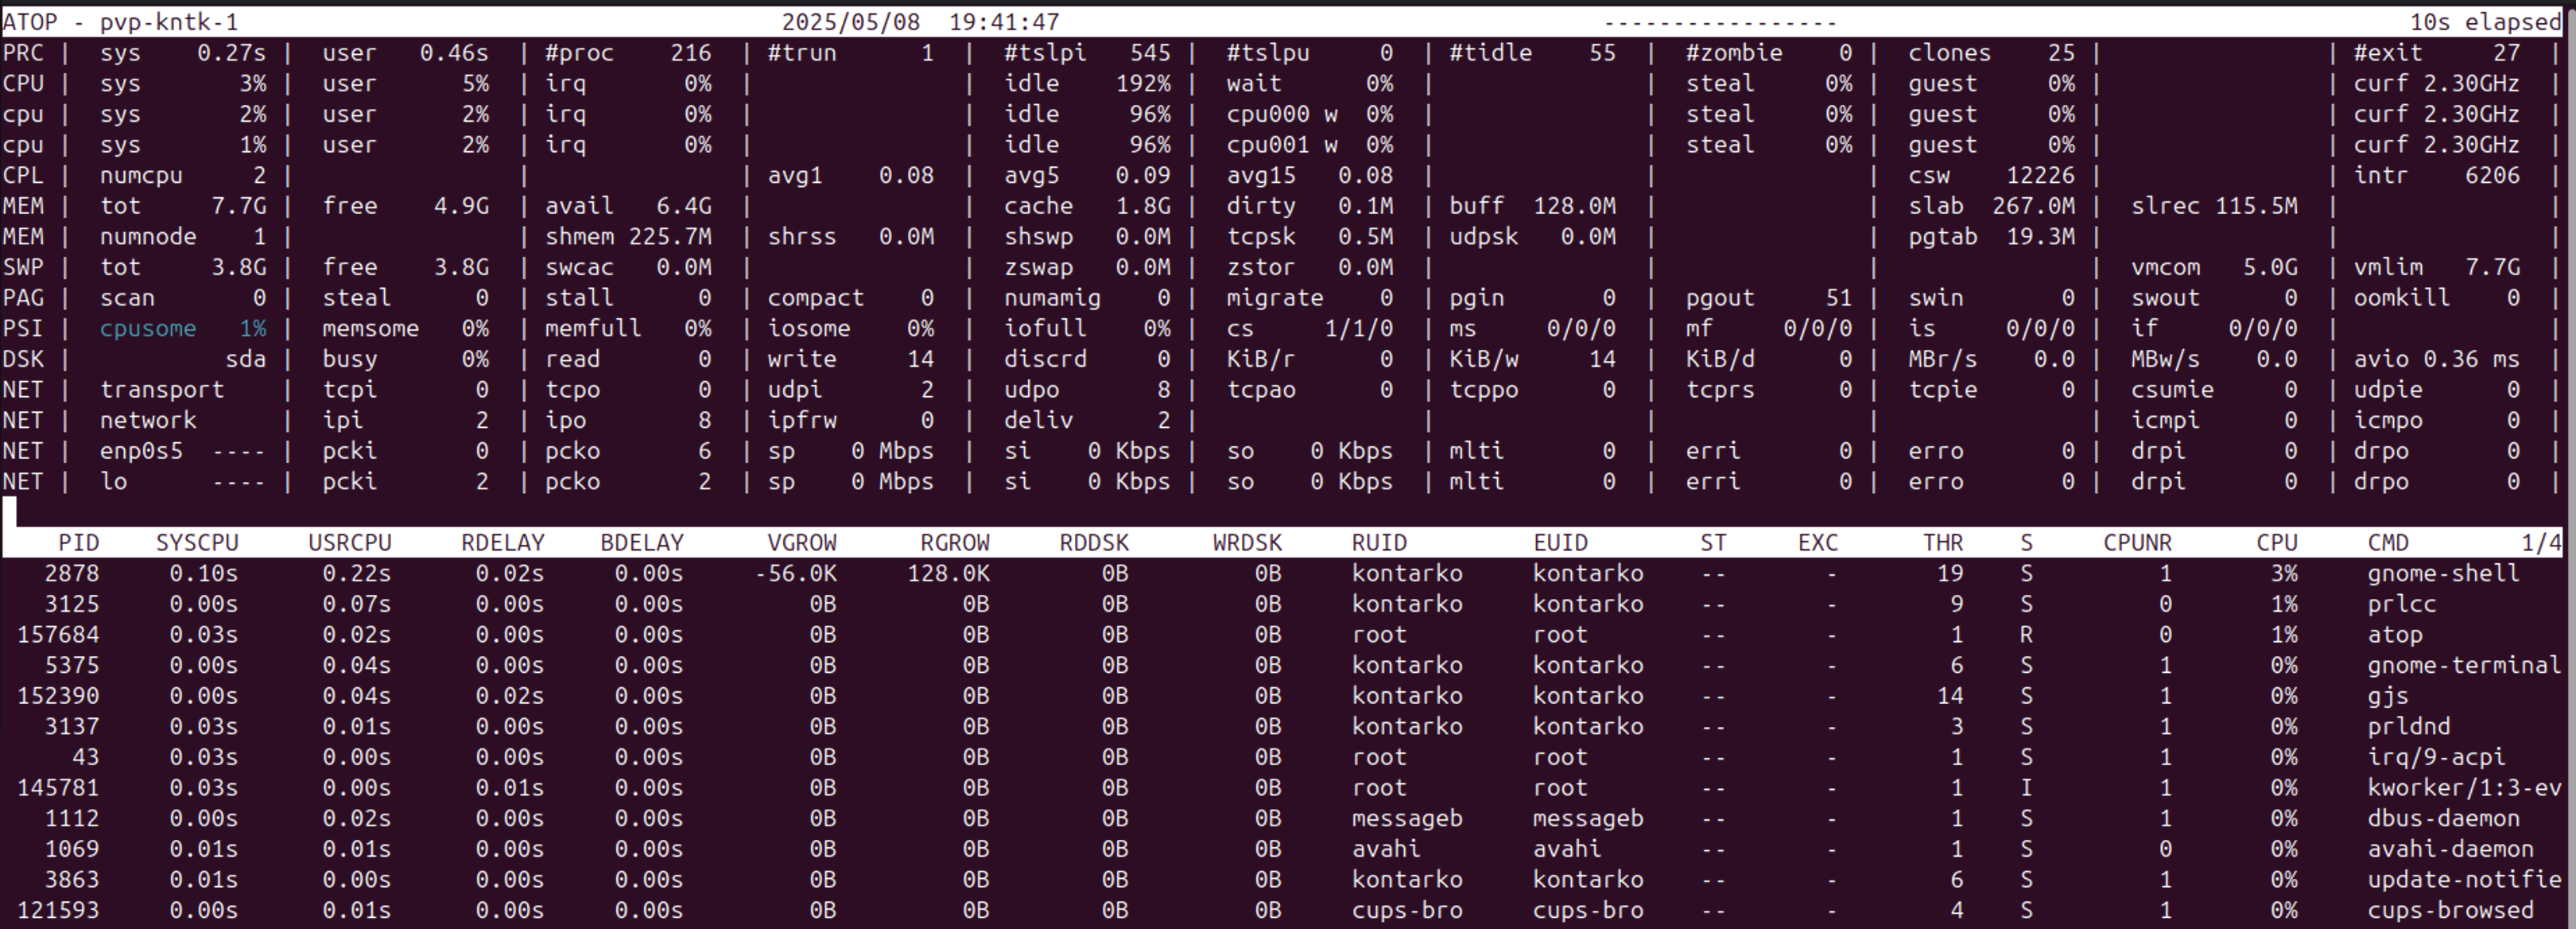 ATOP - pvp-kntk-1 2025/05/08 19:41:47 ----------------- 10s elapsed
PRC | sys 0.27s | user 0.46s | #proc 216 | #trun 1 | #tslpi 545 | #tslpu 0 | #tidle 55 | #zombie 0 | clones 25 | | #exit 27 |
CPU | sys 3% | user 5% | irq 0% | | idle 192% | wait 0% | | steal 0% | guest 0% | | curf 2.30GHz |
cpu | sys 2% | user 2% | irq 0% | | idle 96% | cpu000 w 0% | | steal 0% | guest 0% | | curf 2.30GHz |
cpu | sys 1% | user 2% | irq 0% | | idle 96% | cpu001 w 0% | | steal 0% | guest 0% | | curf 2.30GHz |
CPL | numcpu 2 | | | avg1 0.08 | avg5 0.09 | avg15 0.08 | | | csw 12226 | | intr 6206 |
MEM | tot 7.7G | free 4.9G | avail 6.4G | | cache 1.8G | dirty 0.1M | buff 128.0M | | slab 267.0M | slrec 115.5M | |
MEM | numnode 1 | | shmem 225.7M | shrss 0.0M | shswp 0.0M | tcpsk 0.5M | udpsk 0.0M | | pgtab 19.3M | | |
SWP | tot 3.8G | free 3.8G | swcac 0.0M | | zswap 0.0M | zstor 0.0M | | | | vmcom 5.0G | vmlim 7.7G |
PAG | scan 0 | steal 0 | stall 0 | compact 0 | numamig 0 | migrate 0 | pgin 0 | pgout 51 | swin 0 | swout 0 | oomkill 0 |
PSI | cpusome 1% | memsome 0% | memfull 0% | iosome 0% | iofull 0% | cs 1/1/0 | ms 0/0/0 | mf 0/0/0 | is 0/0/0 | if 0/0/0 | |
DSK | sda | busy 0% | read 0 | write 14 | discrd 0 | KiB/r 0 | KiB/w 14 | KiB/d 0 | MBr/s 0.0 | MBw/s 0.0 | avio 0.36 ms |
NET | transport | tcpi 0 | tcpo 0 | udpi 2 | udpo 8 | tcpao 0 | tcppo 0 | tcprs 0 | tcpie 0 | csumie 0 | udpie 0 |
NET | network | ipi 2 | ipo 8 | ipfrw 0 | deliv 2 | | | | | icmpi 0 | icmpo 0 |
NET | enp0s5 ---- | pcki 0 | pcko 6 | sp 0 Mbps | si 0 Kbps | so 0 Kbps | mlti 0 | erri 0 | erro 0 | drpi 0 | drpo 0 |
NET | lo ---- | pcki 2 | pcko 2 | sp 0 Mbps | si 0 Kbps | so 0 Kbps | mlti 0 | erri 0 | erro 0 | drpi 0 | drpo 0 |
PID SYSCPU USRCPU RDELAY BDELAY VGROW RGROW RDDSK WRDSK RUID EUID ST EXC THR S CPUNR CPU CMD 1/4
2878 0.10s 0.22s 0.02s 0.00s -56.0K 128.0K 0B 0B kontarko kontarko -- - 19 S 1 3% gnome-shell
3125 0.00s 0.07s 0.00s 0.00s 0B 0B 0B 0B kontarko kontarko -- - 9 S 0 1% prlcc
157684 0.03s 0.02s 0.00s 0.00s 0B 0B 0B 0B root root -- - 1 R 0 1% atop
5375 0.00s 0.04s 0.00s 0.00s 0B 0B 0B 0B kontarko kontarko -- - 6 S 1 0% gnome-terminal
152390 0.00s 0.04s 0.02s 0.00s 0B 0B 0B 0B kontarko kontarko -- - 14 S 1 0% gjs
3137 0.03s 0.01s 0.00s 0.00s 0B 0B 0B 0B kontarko kontarko -- - 3 S 1 0% prldnd
43 0.03s 0.00s 0.00s 0.00s 0B 0B 0B 0B root root -- - 1 S 1 0% irq/9-acpi
145781 0.03s 0.00s 0.01s 0.00s 0B 0B 0B 0B root root -- - 1 I 1 0% kworker/1:3-ev
1112 0.00s 0.02s 0.00s 0.00s 0B 0B 0B 0B messageb messageb -- - 1 S 1 0% dbus-daemon
1069 0.01s 0.01s 0.00s 0.00s 0B 0B 0B 0B avahi avahi -- - 1 S 0 0% avahi-daemon
3863 0.01s 0.00s 0.00s 0.00s 0B 0B 0B 0B kontarko kontarko -- - 6 S 1 0% update-notifie
121593 0.00s 0.01s 0.00s 0.00s 0B 0B 0B 0B cups-bro cups-bro -- - 4 S 1 0% cups-browsed